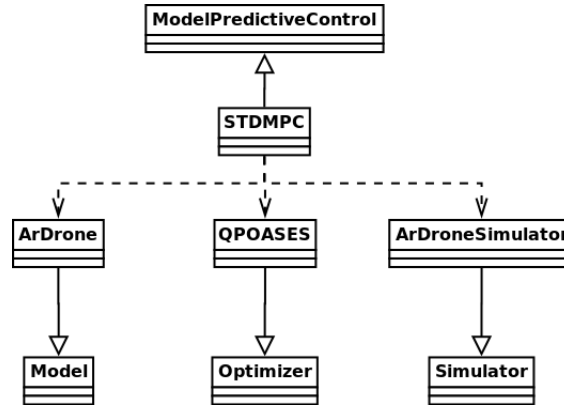 ModelPredictiveControl
STDMPC
ArDrone
QPOASES
ArDroneSimulator
Model
Optimizer
Simulator